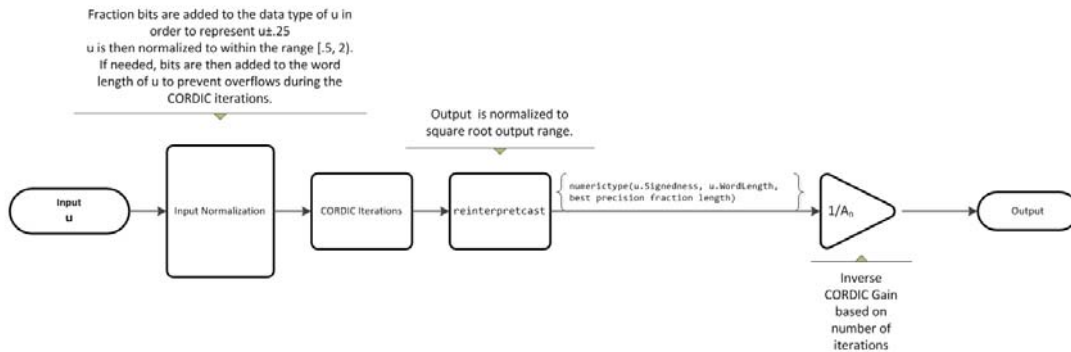 Fraction bits are added to the data type of u in
order to represent u±.25
u is then normalized to within the range [.5, 2).
If needed, bits are then added to the word
length of u to prevent overflows during the
CORDIC iterations.
Output is normalized to
square root output range.
Input
u
Input Normalization
CORDIC Iterations
reinterpretcast
numerictype(u.Signedness, u.WordLength,
best precision fraction length)
1/Aₙ
Output
Inverse
CORDIC Gain
based on
number of
iterations